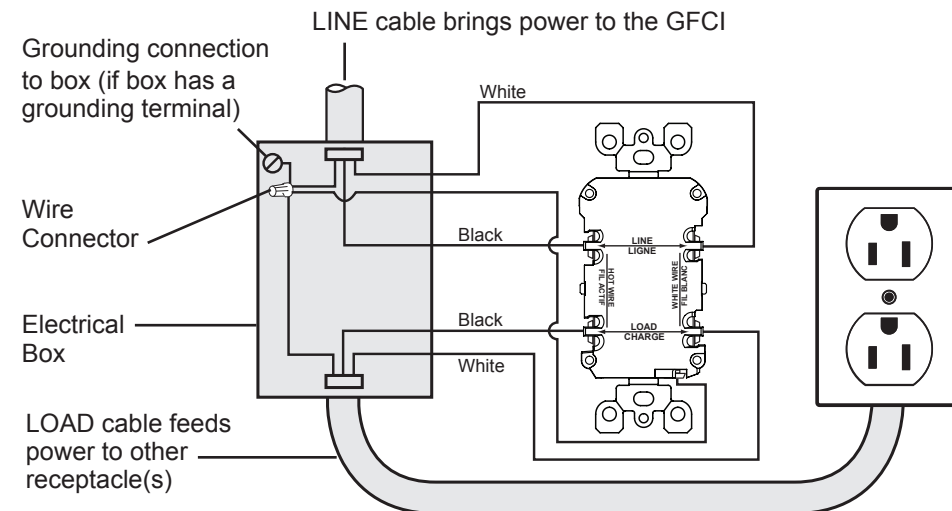 LINE cable brings power to the GFCI
Grounding connection
to box (if box has a
grounding terminal)
White
Wire
Connector
Black
LINE
LIGNE
HOT WIRE
FIL ACTIF
WHITE WIRE
FIL BLANC
Electrical
Box
Black
LOAD
CHARGE
White
LOAD cable feeds
power to other
receptacle(s)